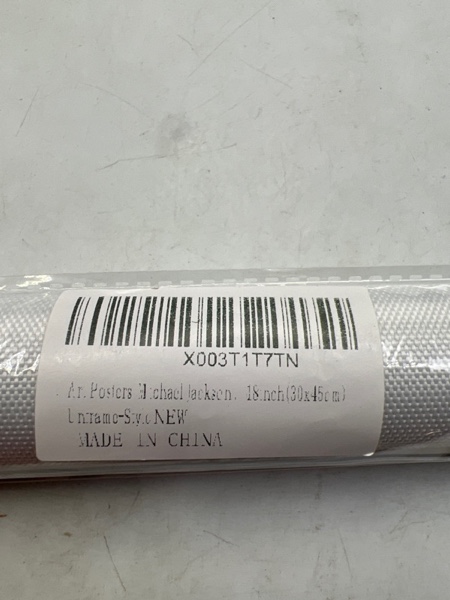 X003T1T7TN
Art Posters Michael Jackson. 18inch(30x45cm)
Unframe-Style NEW
MADE IN CHINA